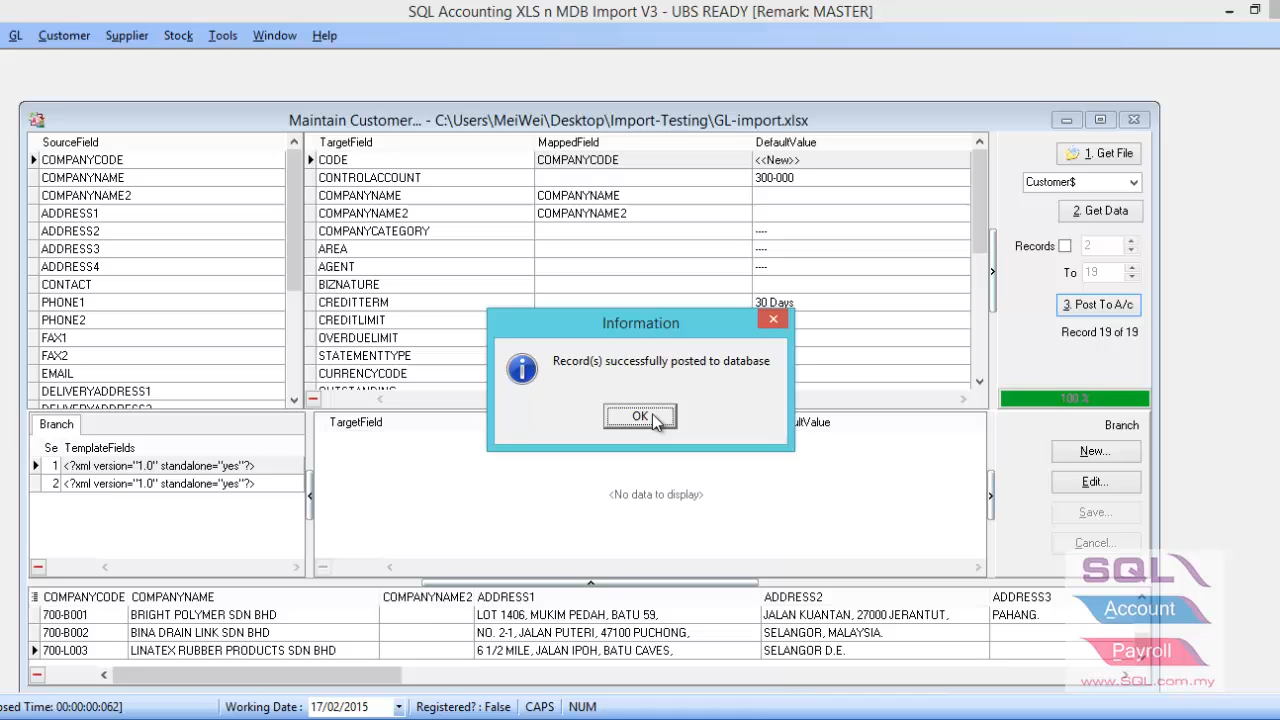 SQL Accounting XLS n MDB Import V3 - UBS READY [Remark: MASTER]
GL Customer Supplier Stock Tools Window Help
Maintain Customer... - C:\Users\MeiWei\Desktop\Import-Testing\GL-import.xlsx
SourceField TargetField MappedField DefaultValue
COMPANYCODE CODE COMPANYCODE <<New>> 1. Get File
COMPANYNAME CONTROLACCOUNT 300-000 Customer$
COMPANYNAME2 COMPANYNAME COMPANYNAME
ADDRESS1 COMPANYNAME2 COMPANYNAME2 2. Get Data
ADDRESS2 COMPANYCATEGORY ----
ADDRESS3 AREA ---- Records 2
ADDRESS4 AGENT ---- To 19
CONTACT BIZNATURE
PHONE1 CREDITTERM 30 Days 3. Post To A/c
PHONE2 CREDITLIMIT
FAX1 OVERDUELIMIT Record 19 of 19
FAX2 STATEMENTTYPE
EMAIL CURRENCYCODE
DELIVERYADDRESS1 OUTSTANDING
DELIVERYADDRESS2
100 %
Information
Record(s) successfully posted to database
OK
Branch TargetField Branch
Se TemplateFields New...
1 <?xml version="1.0" standalone="yes"?>
2 <?xml version="1.0" standalone="yes"?> Edit...
<No data to display>
Save...
Cancel...
COMPANYCODE COMPANYNAME COMPANYNAME2 ADDRESS1 ADDRESS2 ADDRESS3
700-B001 BRIGHT POLYMER SDN BHD LOT 1406, MUKIM PEDAH, BATU 59, JALAN KUANTAN, 27000 JERANTUT, PAHANG.
700-B002 BINA DRAIN LINK SDN BHD NO. 2-1, JALAN PUTERI, 47100 PUCHONG, SELANGOR, MALAYSIA.
700-L003 LINATEX RUBBER PRODUCTS SDN BHD 6 1/2 MILE, JALAN IPOH, BATU CAVES, SELANGOR D.E.
SQL
Account
Payroll
www.SQL.com.my
Time: 00:00:00:062] Working Date : 17/02/2015 Registered? : False CAPS NUM